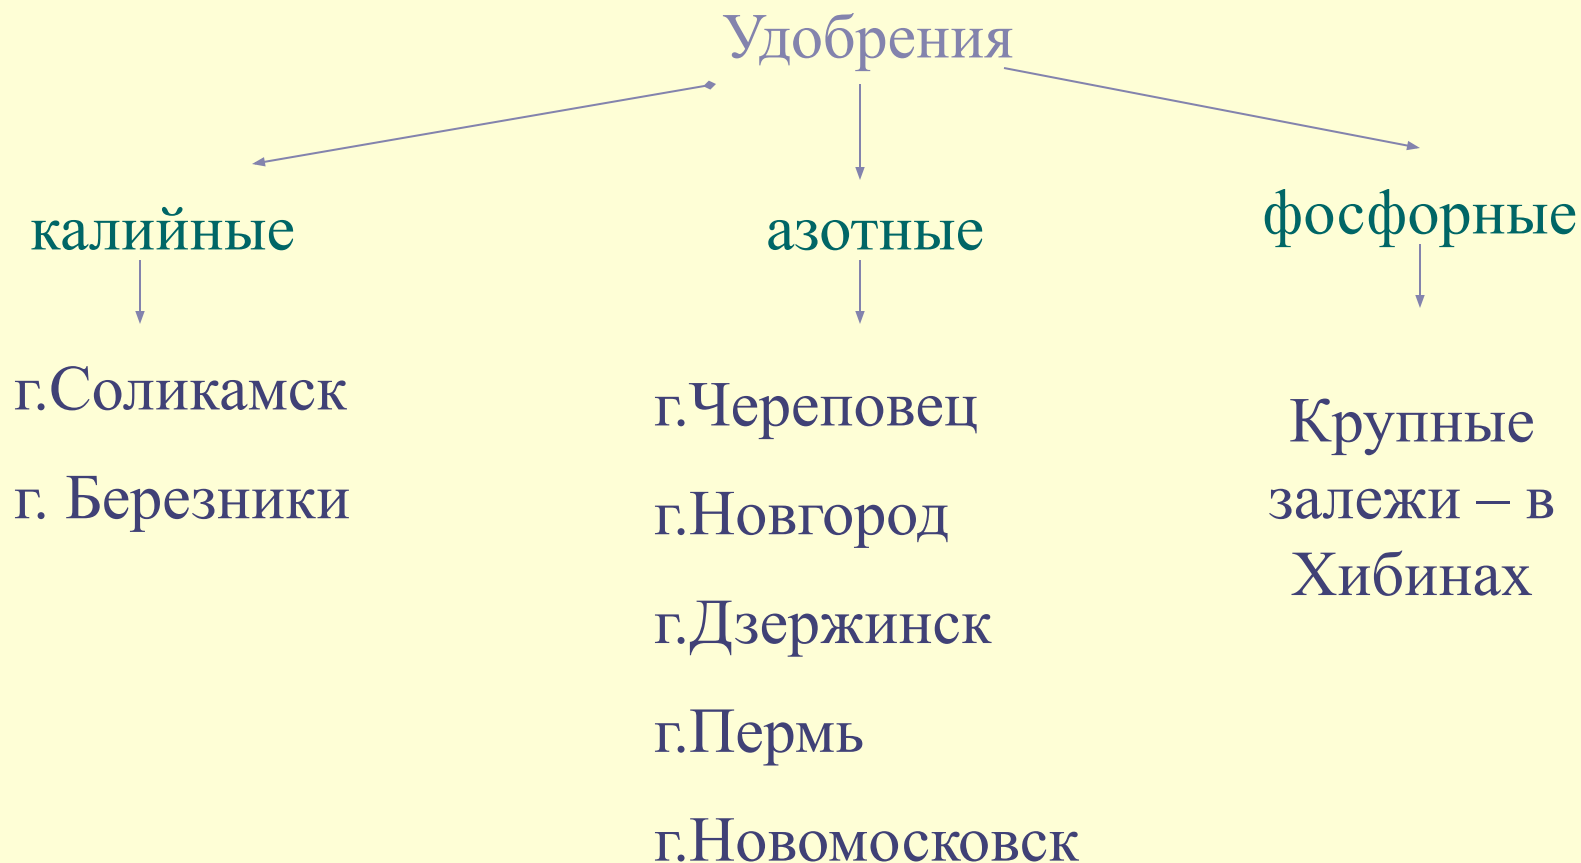 Удобрения
калийные
азотные
фосфорные
г.Соликамск
г. Березники
г.Череповец
г.Новгород
г.Дзержинск
г.Пермь
г.Новомосковск
Крупные
залежи – в
Хибинах